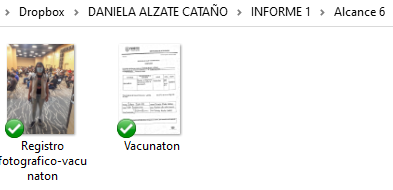 Dropbox > DANIELA ALZATE CATAÑO > INFORME 1 > Alcance 6
Registro
fotografico-vacu
naton
Vacunaton